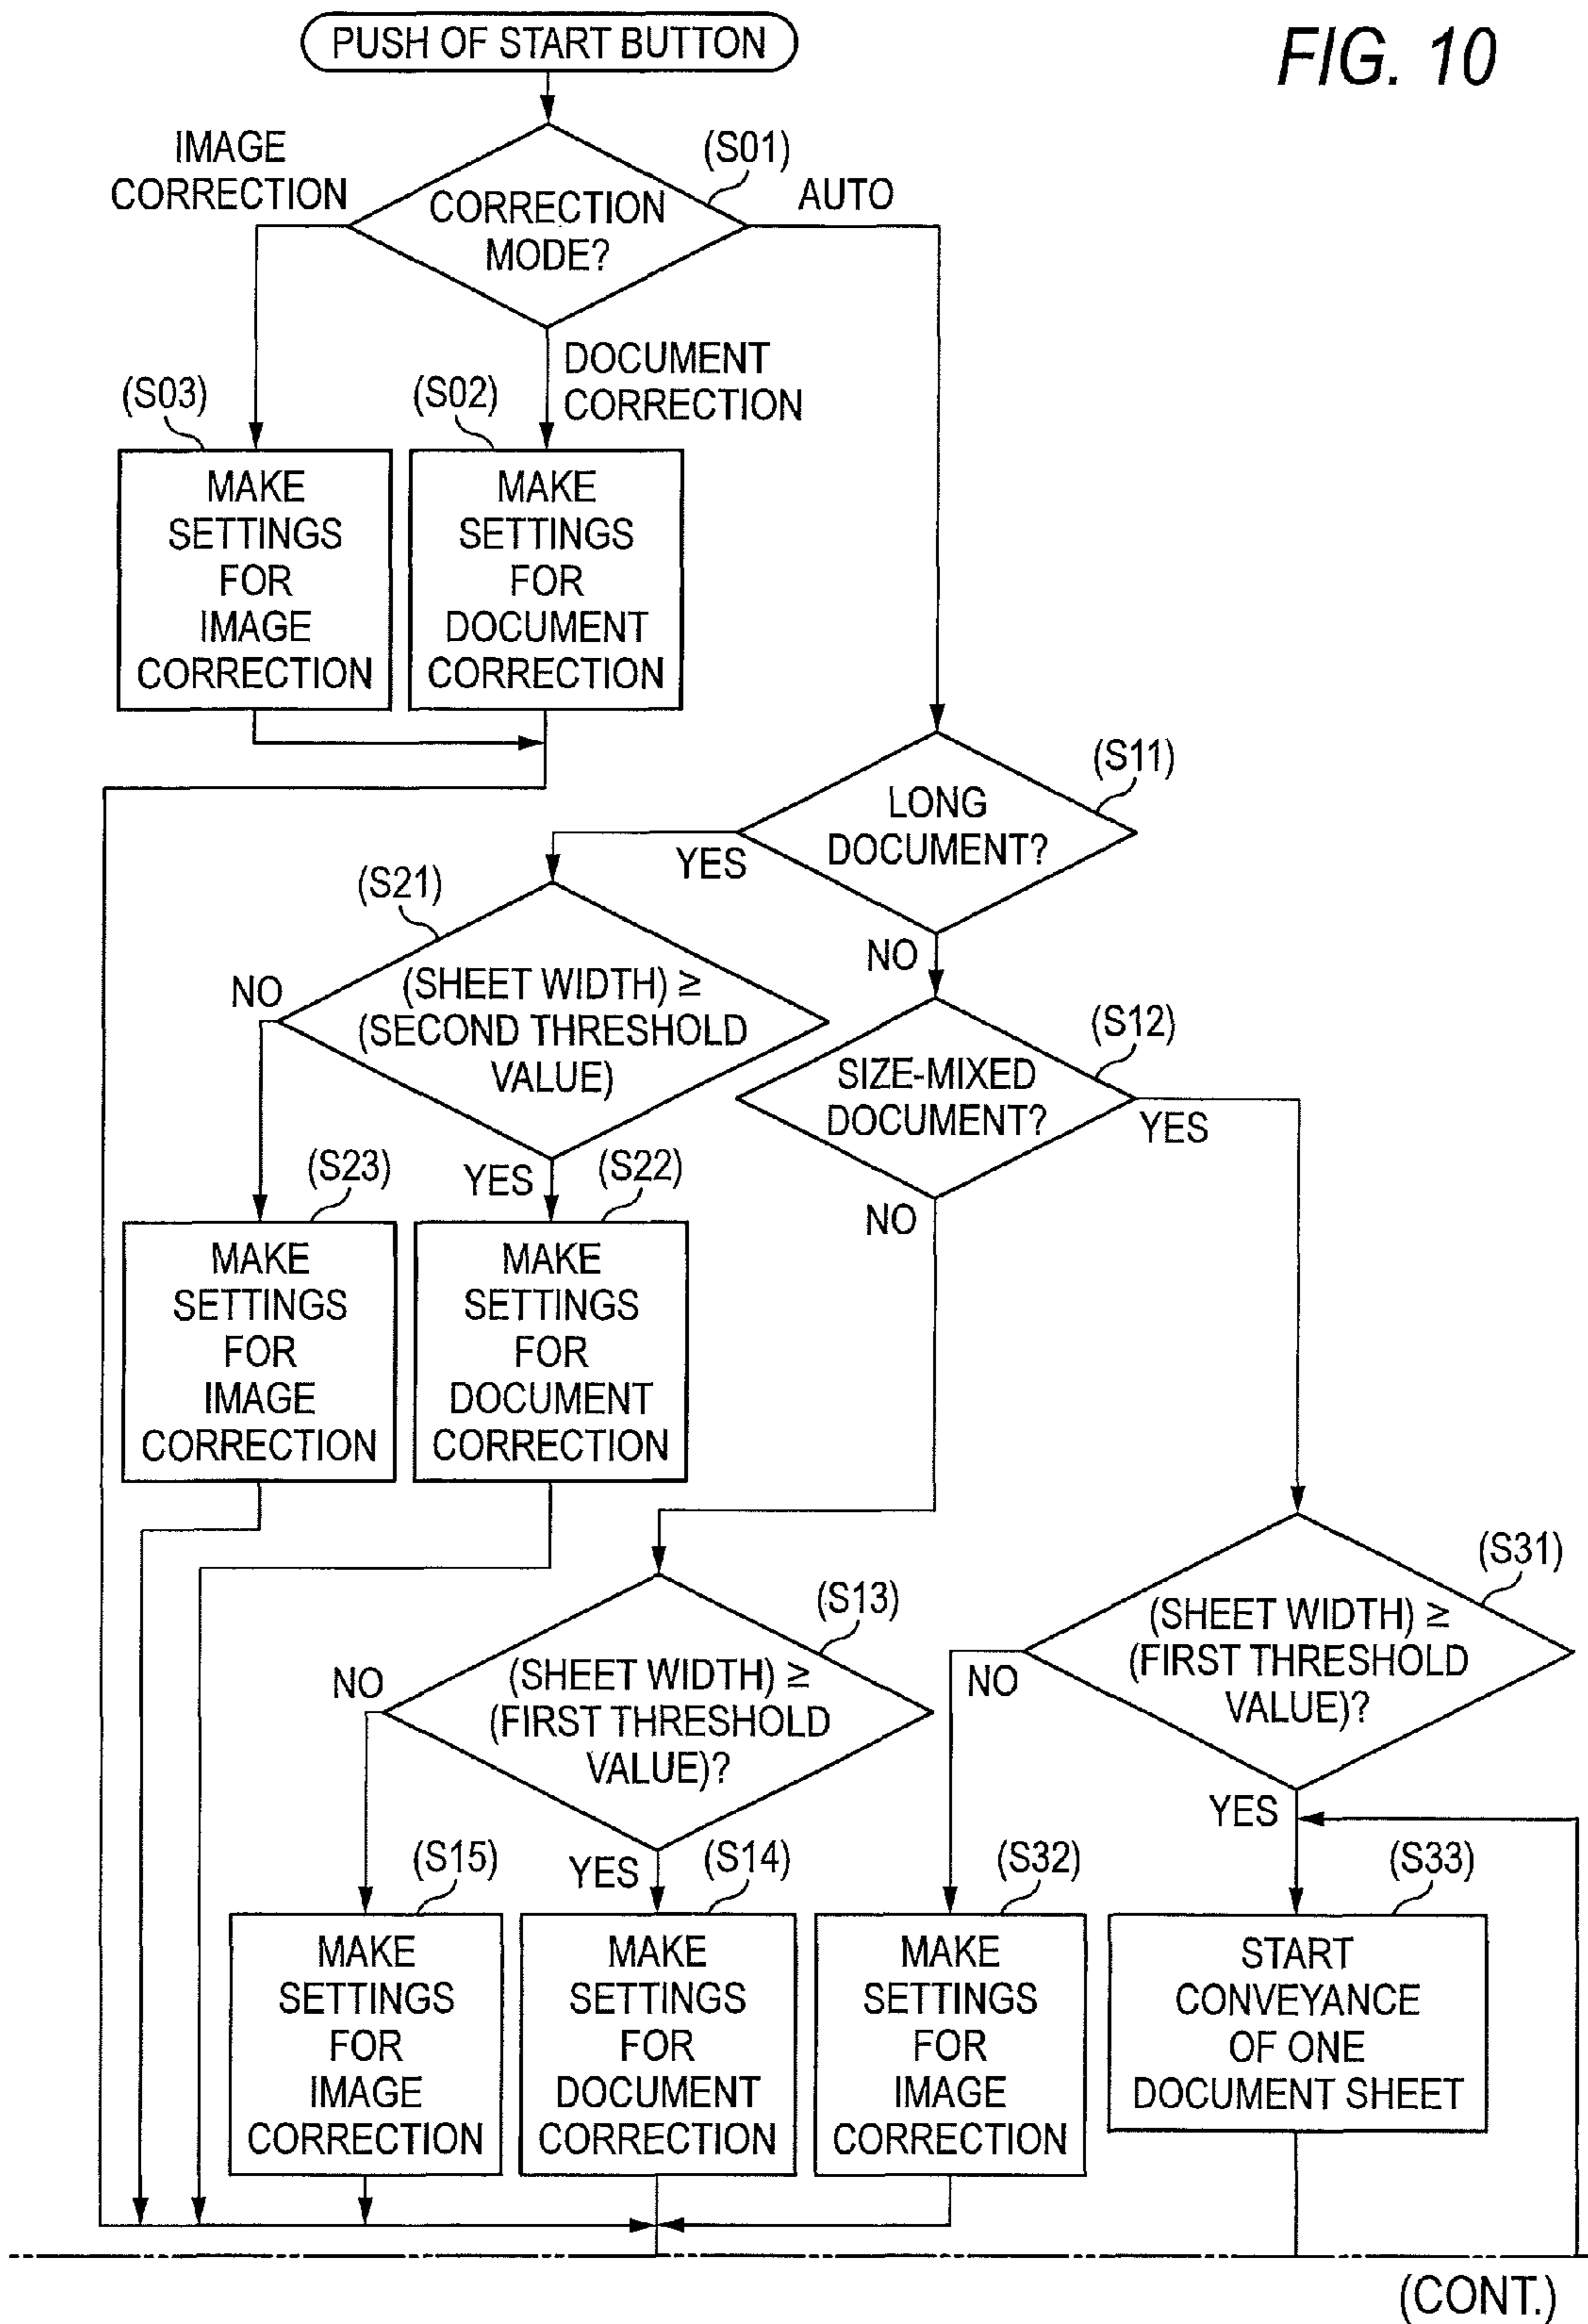 FIG. 10
PUSH OF START BUTTON
(S01)
CORRECTION
MODE?
IMAGE
CORRECTION
AUTO
DOCUMENT
CORRECTION
(S03)
MAKE
SETTINGS
FOR
IMAGE
CORRECTION
(S02)
MAKE
SETTINGS
FOR
DOCUMENT
CORRECTION
(S11)
LONG
DOCUMENT?
YES
NO
(S21)
(SHEET WIDTH) ≥
(SECOND THRESHOLD
VALUE)
NO
YES
(S12)
SIZE-MIXED
DOCUMENT?
YES
NO
(S23)
MAKE
SETTINGS
FOR
IMAGE
CORRECTION
(S22)
MAKE
SETTINGS
FOR
DOCUMENT
CORRECTION
(S13)
(SHEET WIDTH) ≥
(FIRST THRESHOLD
VALUE)?
NO
YES
(S31)
(SHEET WIDTH) ≥
(FIRST THRESHOLD
VALUE)?
NO
YES
(S15)
MAKE
SETTINGS
FOR
IMAGE
CORRECTION
(S14)
MAKE
SETTINGS
FOR
DOCUMENT
CORRECTION
(S32)
MAKE
SETTINGS
FOR
IMAGE
CORRECTION
(S33)
START
CONVEYANCE
OF ONE
DOCUMENT SHEET
(CONT.)